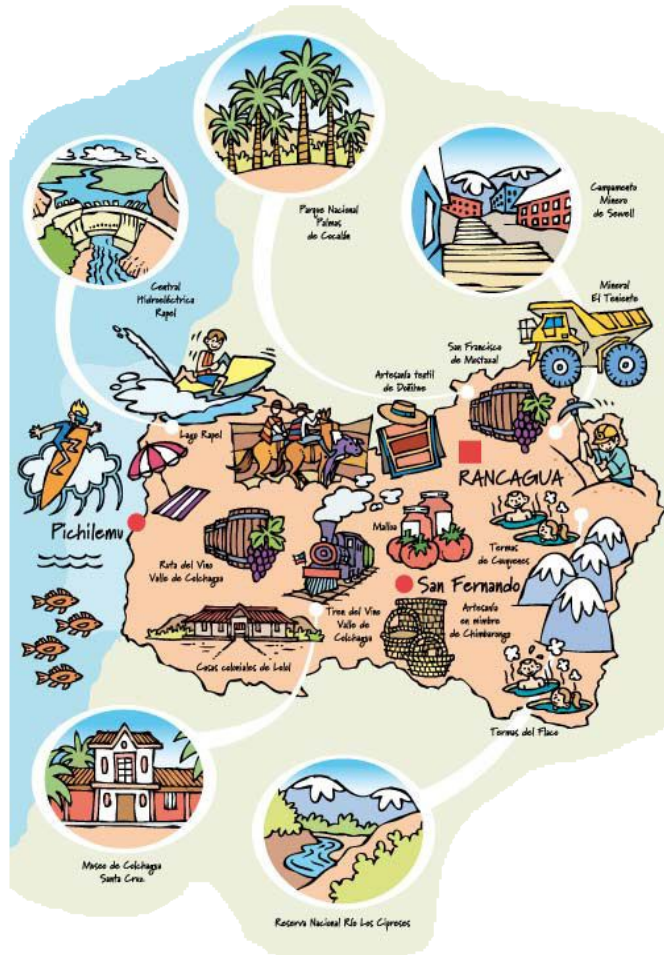 Parque Nacional
Palmas
de Cocalán
Campamento
Minero
de Sewell
Central
Hidroeléctrica
Rapel
Mineral
El Teniente
San Francisco
de Mostazal
Artesanía textil
de Doñihue
Lago Rapel
RANCAGUA
Pichilemu
Malloa
Termas
de Cauquenes
Ruta del Vino
Valle de Colchagua
San Fernando
Tren del Vino
Valle de
Colchagua
Artesanía
en mimbre
de Chimbarongo
Casas coloniales de Lolol
Termas del Flaco
Museo de Colchagua
Santa Cruz
Reserva Nacional Río Los Cipreses